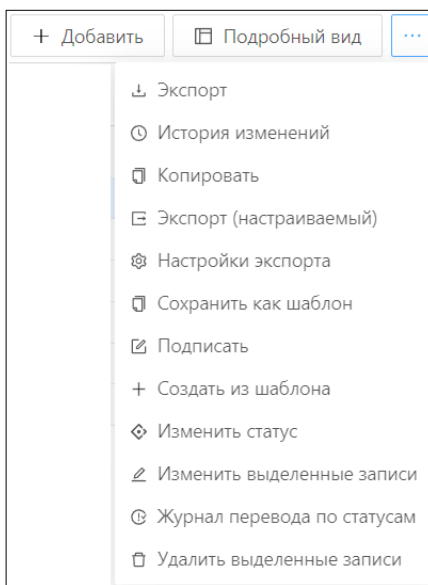 + Добавить
Подробный вид
...
Экспорт
История изменений
Копировать
Экспорт (настраиваемый)
Настройки экспорта
Сохранить как шаблон
Подписать
+ Создать из шаблона
Изменить статус
Изменить выделенные записи
Журнал перевода по статусам
Удалить выделенные записи